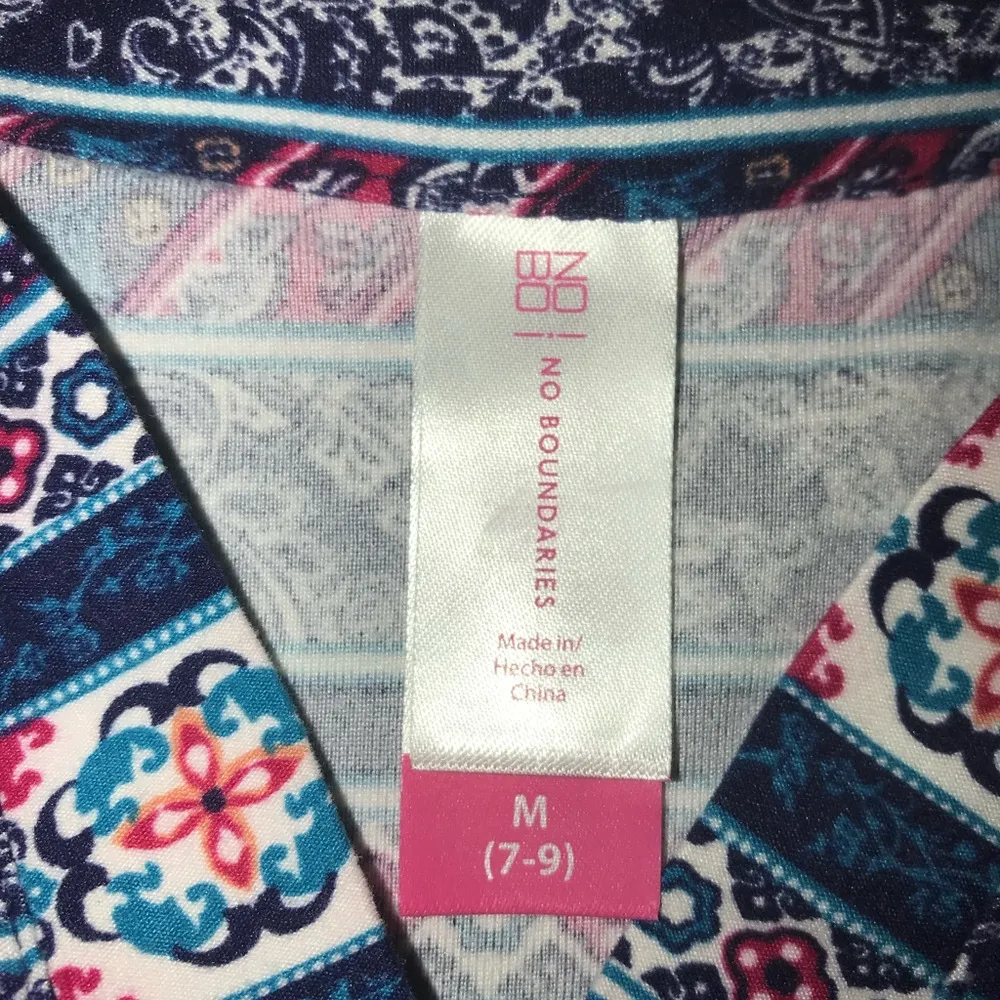 NO
BO
NO BOUNDARIES
Made in/
Hecho en
China
M
(7-9)